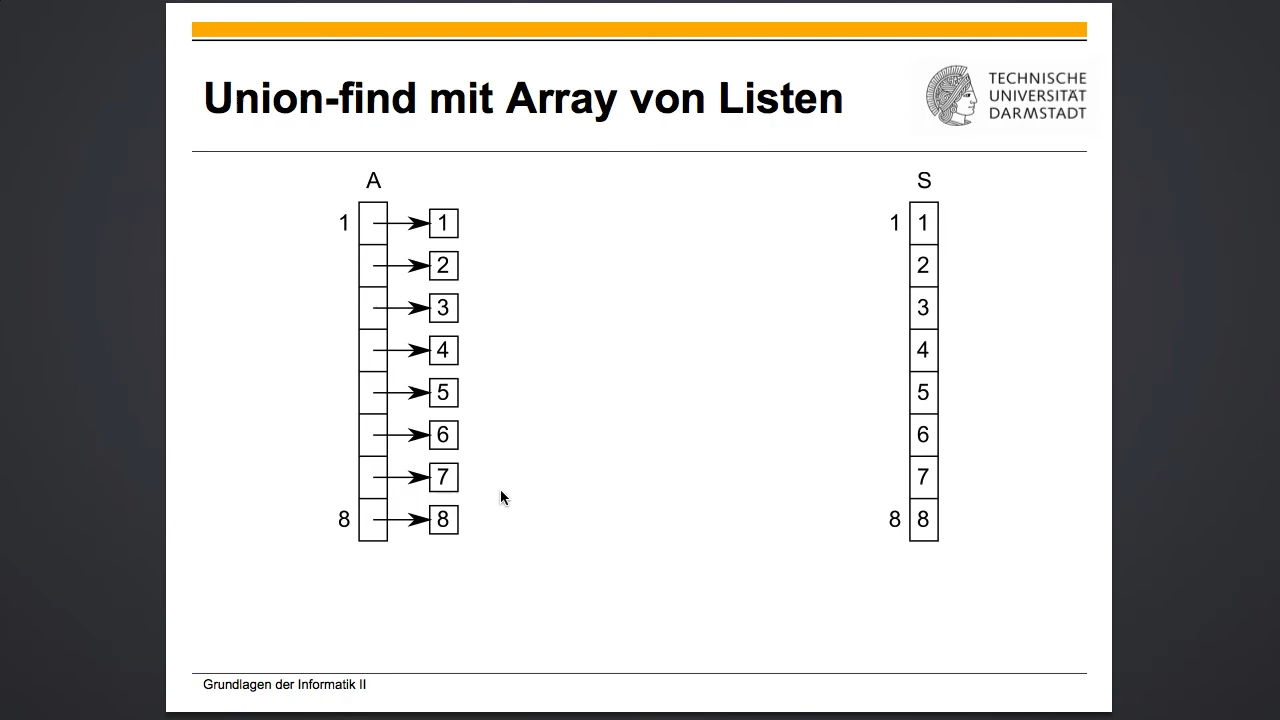 Union-find mit Array von Listen
TECHNISCHE
UNIVERSITÄT
DARMSTADT
A
S
1 1 1 1
2 2
3 3
4 4
5 5
6 6
7 7
8 8 8 8
Grundlagen der Informatik II